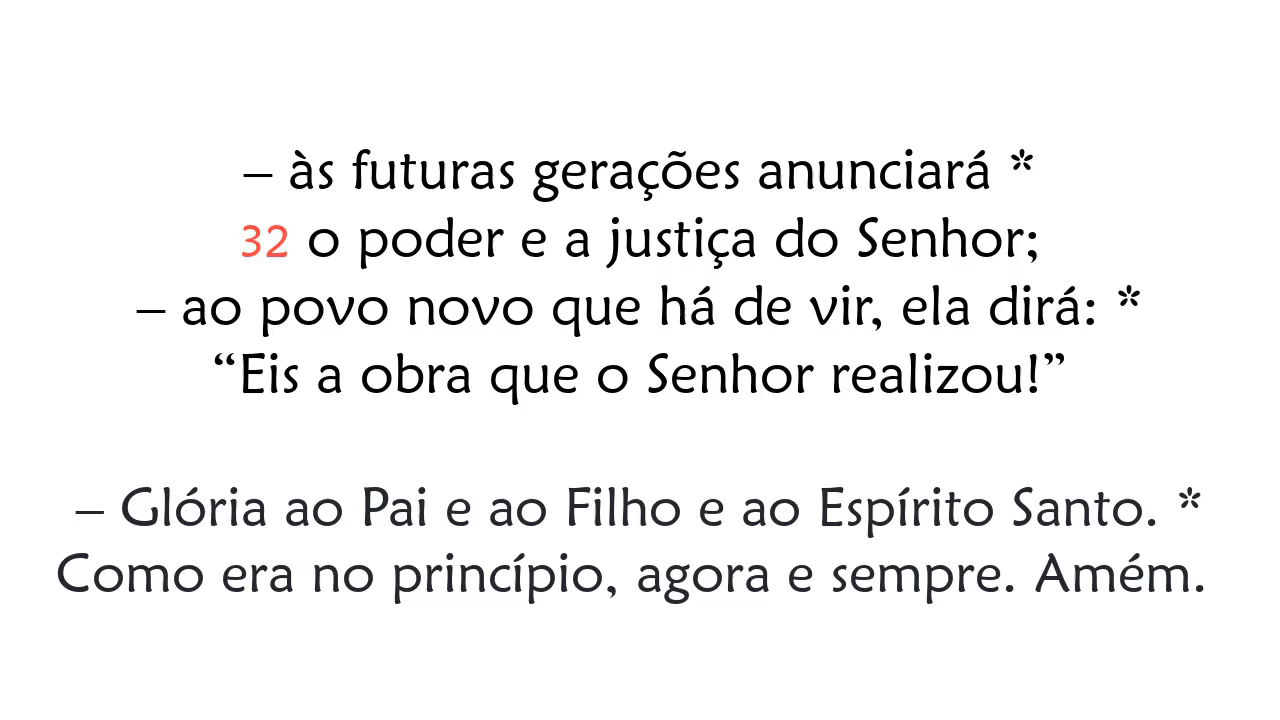 – às futuras gerações anunciará *
32 o poder e a justiça do Senhor;
– ao povo novo que há de vir, ela dirá: *
“Eis a obra que o Senhor realizou!”
– Glória ao Pai e ao Filho e ao Espírito Santo. *
Como era no princípio, agora e sempre. Amém.